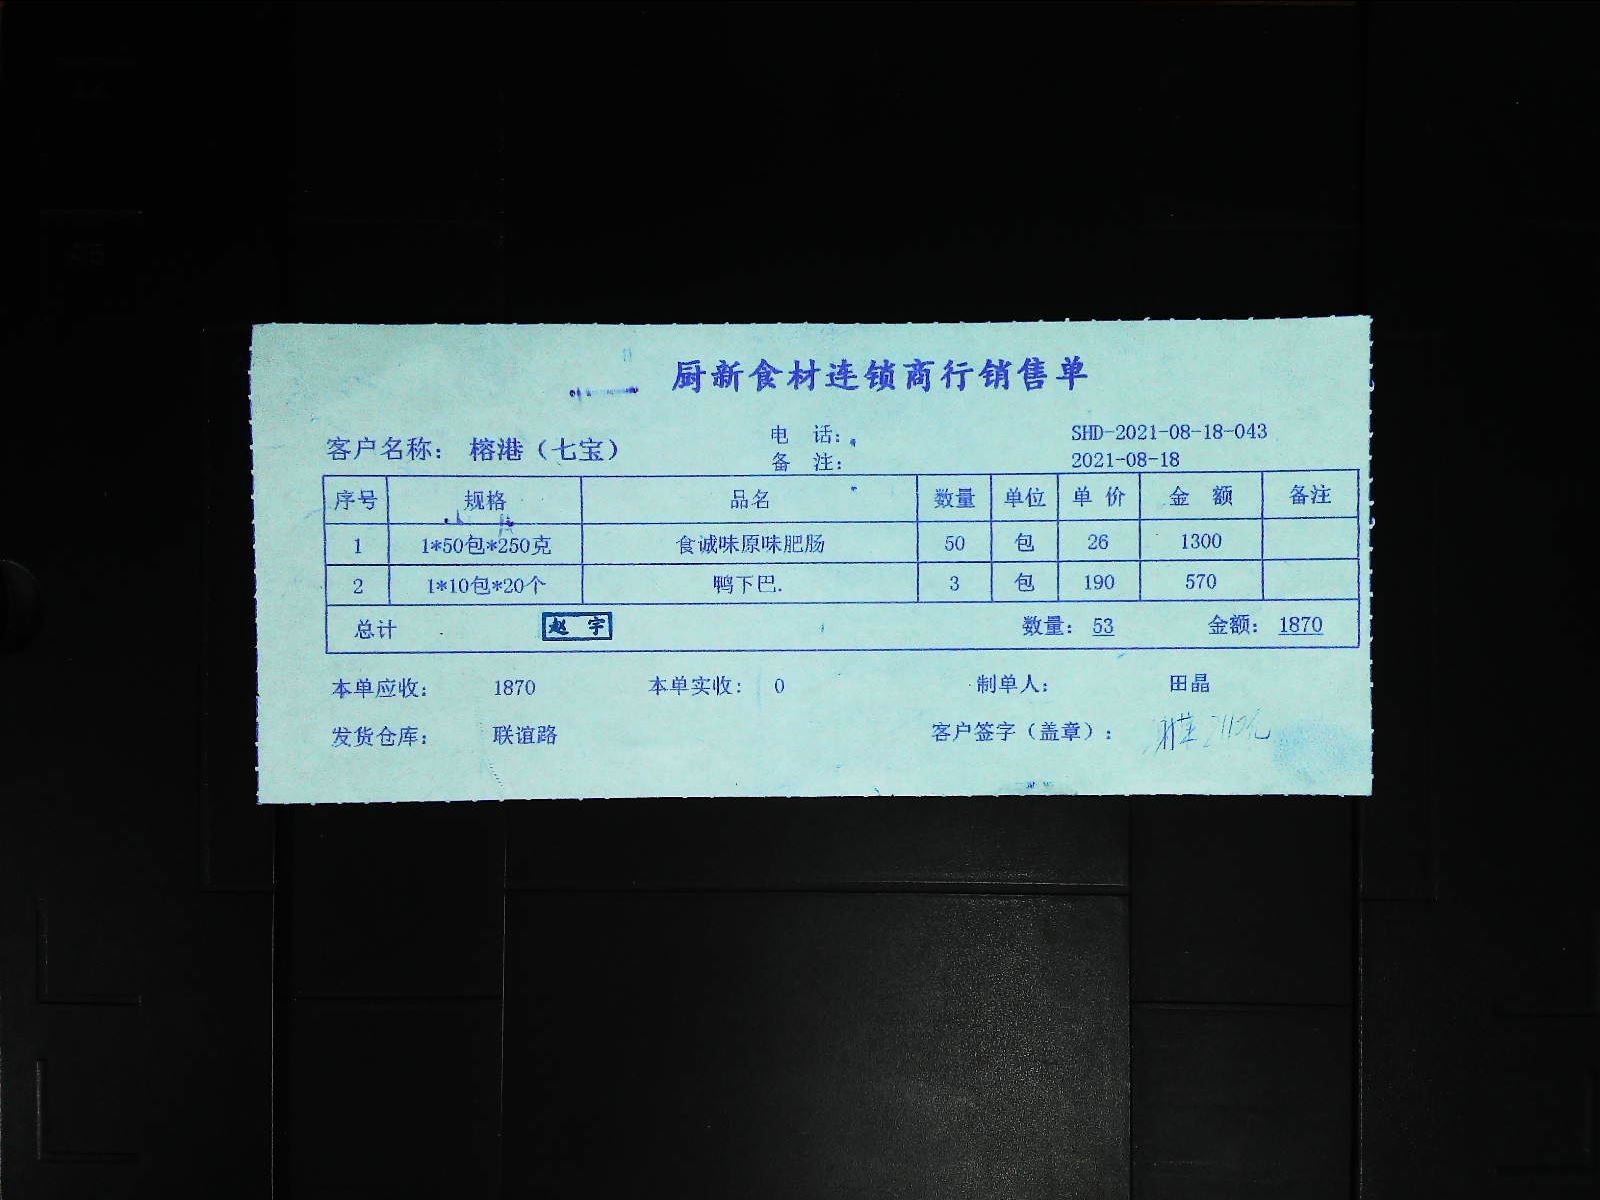 厨新食材连锁商行销售单
客户名称： 榕港（七宝） 电 话： SHD-2021-08-18-043
备 注： 2021-08-18
序号 规格 品名 数量 单位 单 价 金 额 备注
1 1*50包*250克 食诚味原味肥肠 50 包 26 1300
2 1*10包*20个 鸭下巴. 3 包 190 570
总计 赵 宇 数量： 53 金额： 1870
本单应收： 1870 本单实收： 0 制单人： 田晶
发货仓库： 联谊路 客户签字（盖章）：